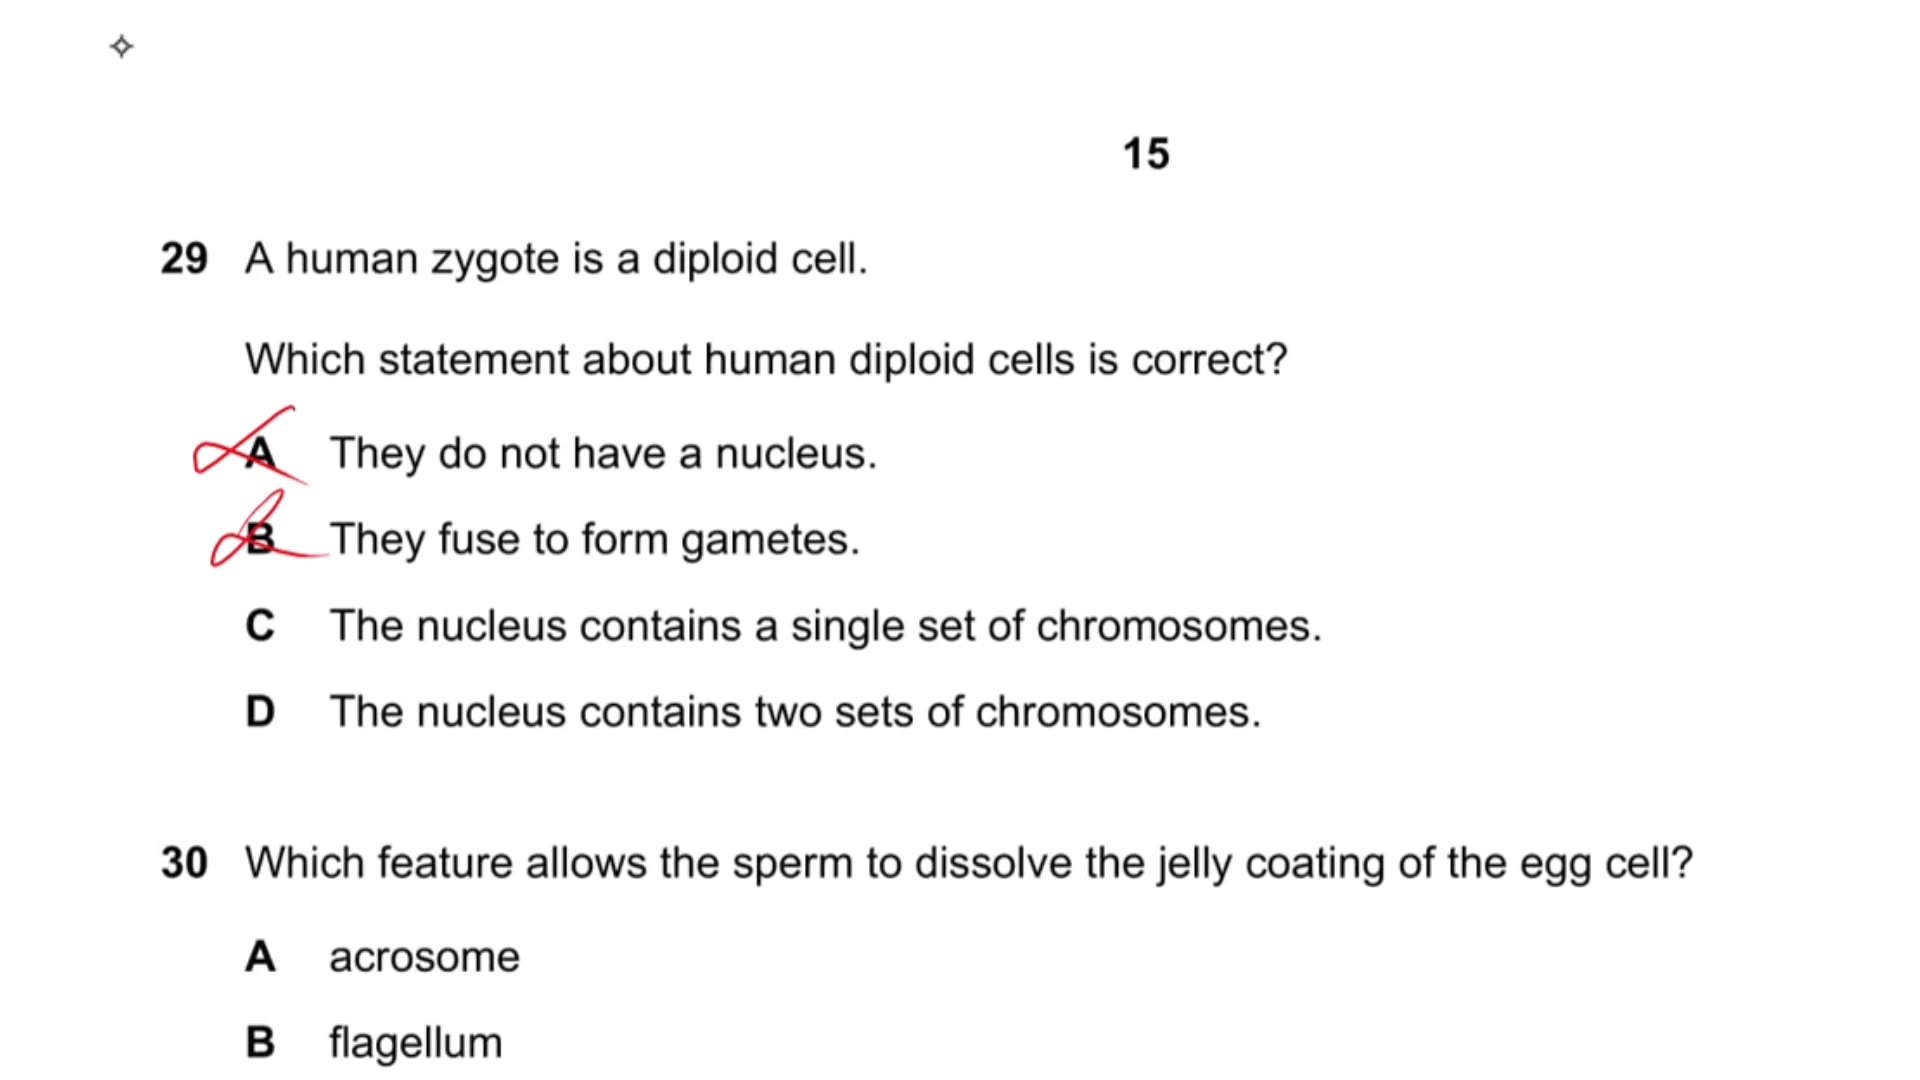 15
29 A human zygote is a diploid cell.
Which statement about human diploid cells is correct?
A They do not have a nucleus.
B They fuse to form gametes.
C The nucleus contains a single set of chromosomes.
D The nucleus contains two sets of chromosomes.
30 Which feature allows the sperm to dissolve the jelly coating of the egg cell?
A acrosome
B flagellum